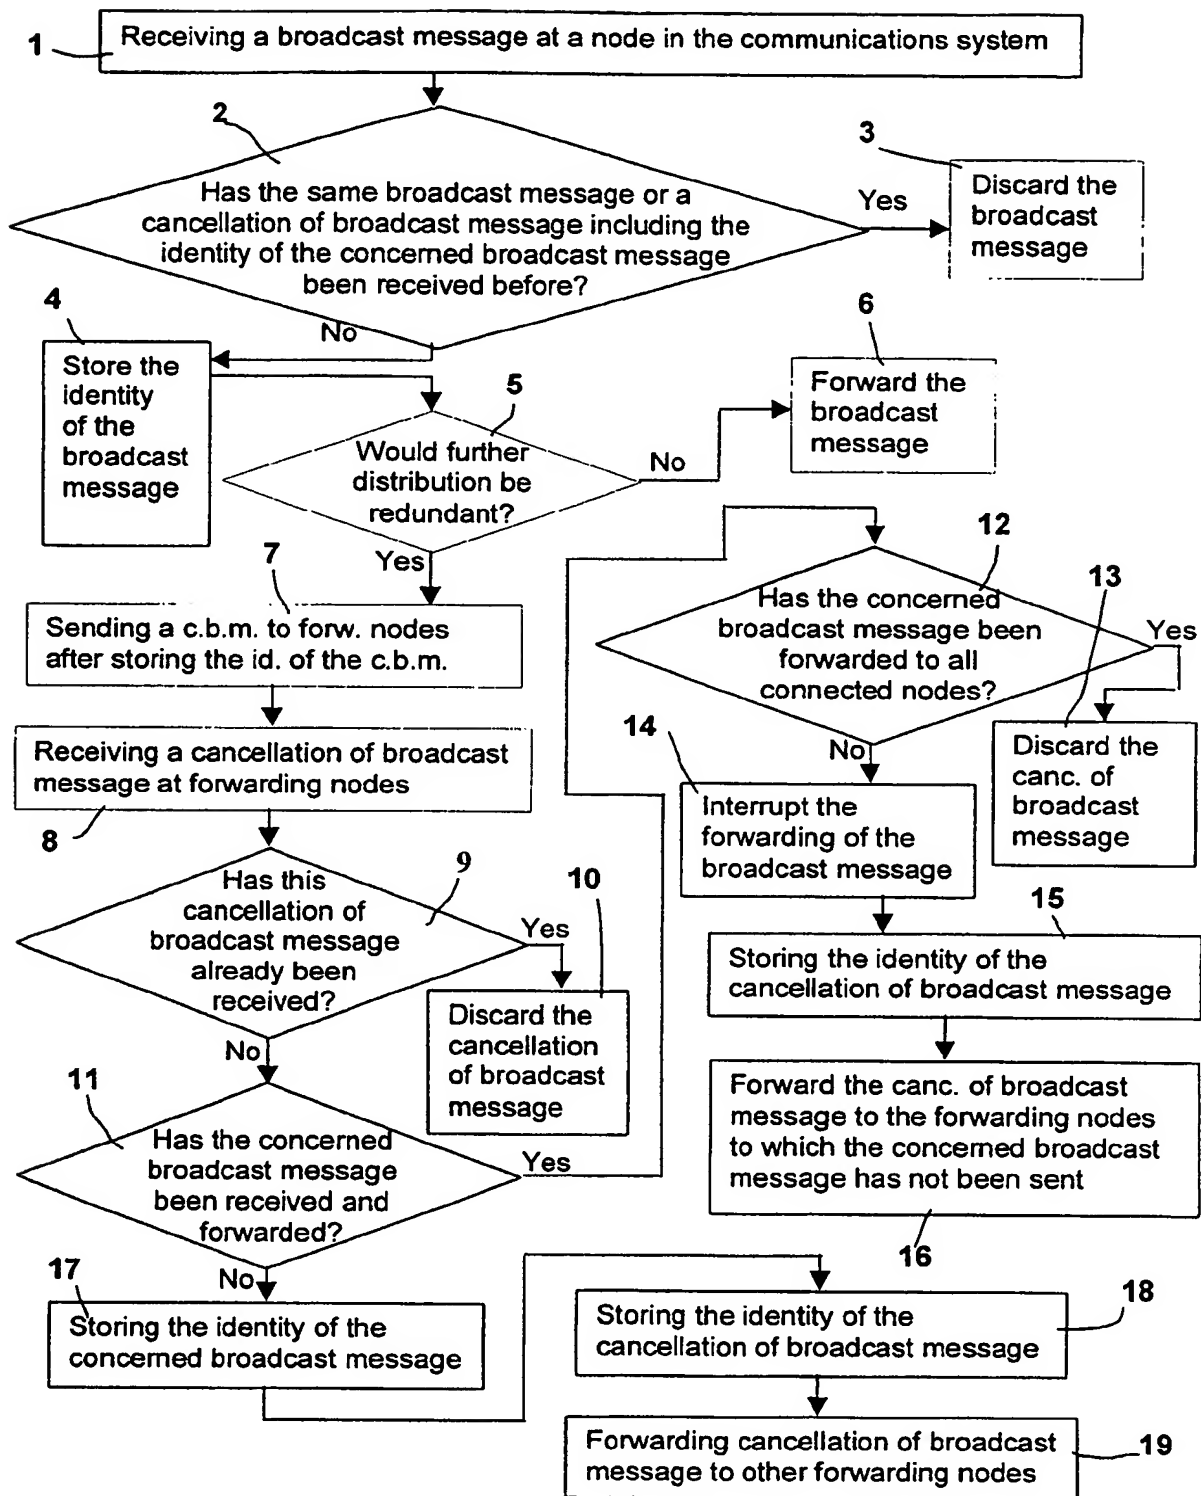 1
Receiving a broadcast message at a node in the communications system
2
Has the same broadcast message or a
cancellation of broadcast message including the
identity of the concerned broadcast message
been received before?
Yes
3
Discard the
broadcast
message
No
4
Store the
identity
of the
broadcast
message
5
Would further
distribution be
redundant?
No
6
Forward the
broadcast
message
Yes
7
Sending a c.b.m. to forw. nodes
after storing the id. of the c.b.m.
Receiving a cancellation of broadcast
message at forwarding nodes
8
Has this
cancellation of
broadcast message
already been
received?
9
Yes
10
Discard the
cancellation
of broadcast
message
No
11
Has the concerned
broadcast message
been received and
forwarded?
Yes
12
Has the concerned
broadcast message been
forwarded to all
connected nodes?
Yes
13
Discard the
canc. of
broadcast
message
No
14
Interrupt the
forwarding of the
broadcast message
15
Storing the identity of the
cancellation of broadcast message
Forward the canc. of broadcast
message to the forwarding nodes
to which the concerned broadcast
message has not been sent
16
No
17
Storing the identity of the
concerned broadcast message
18
Storing the identity of the
cancellation of broadcast message
Forwarding cancellation of broadcast
message to other forwarding nodes
19